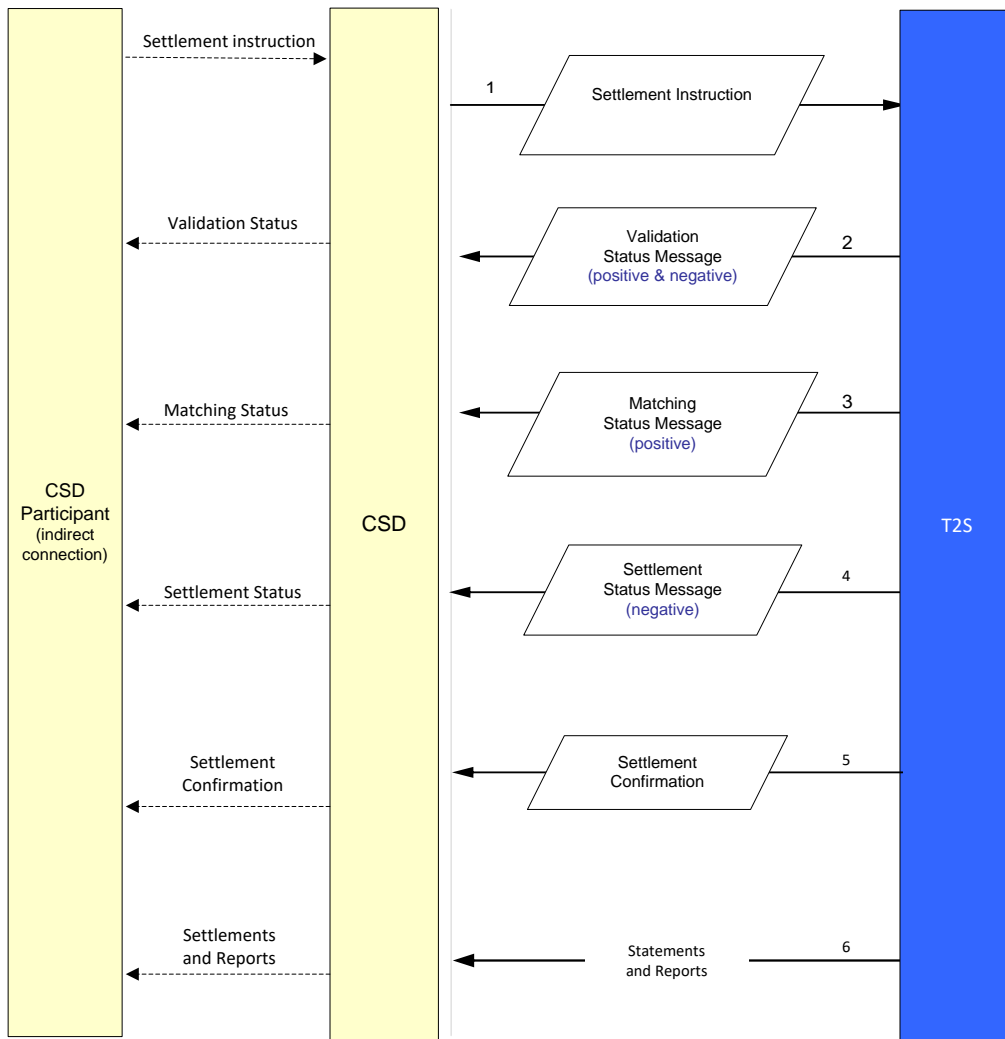 Settlement instruction
1
Settlement Instruction
Validation Status
Validation
Status Message
(positive & negative)
2
Matching Status
Matching
Status Message
(positive)
3
CSD
Participant
(indirect
connection)
CSD
T2S
Settlement Status
Settlement
Status Message
(negative)
4
Settlement
Confirmation
Settlement
Confirmation
5
Settlements
and Reports
Statements
and Reports
6